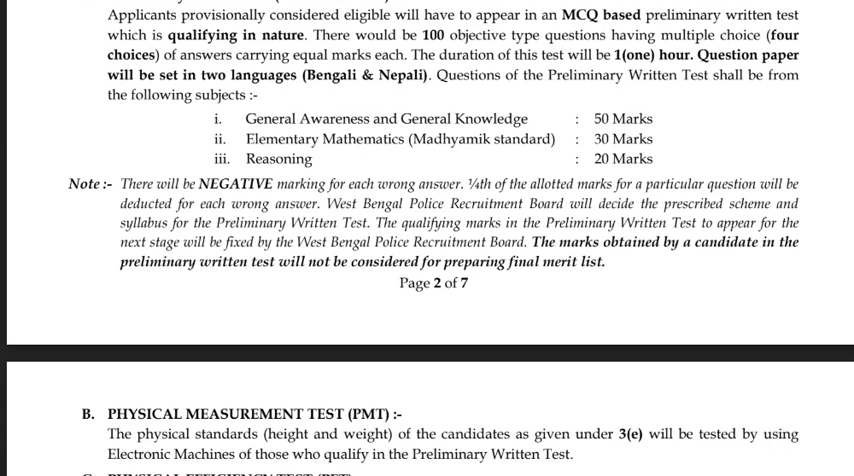 Applicants provisionally considered eligible will have to appear in an MCQ based preliminary written test
which is qualifying in nature. There would be 100 objective type questions having multiple choice (four
choices) of answers carrying equal marks each. The duration of this test will be 1(one) hour. Question paper
will be set in two languages (Bengali & Nepali). Questions of the Preliminary Written Test shall be from
the following subjects :-
i. General Awareness and General Knowledge : 50 Marks
ii. Elementary Mathematics (Madhyamik standard) : 30 Marks
iii. Reasoning : 20 Marks
Note :- There will be NEGATIVE marking for each wrong answer. ¼th of the allotted marks for a particular question will be
deducted for each wrong answer. West Bengal Police Recruitment Board will decide the prescribed scheme and
syllabus for the Preliminary Written Test. The qualifying marks in the Preliminary Written Test to appear for the
next stage will be fixed by the West Bengal Police Recruitment Board. The marks obtained by a candidate in the
preliminary written test will not be considered for preparing final merit list.
Page 2 of 7
B. PHYSICAL MEASUREMENT TEST (PMT) :-
The physical standards (height and weight) of the candidates as given under 3(e) will be tested by using
Electronic Machines of those who qualify in the Preliminary Written Test.